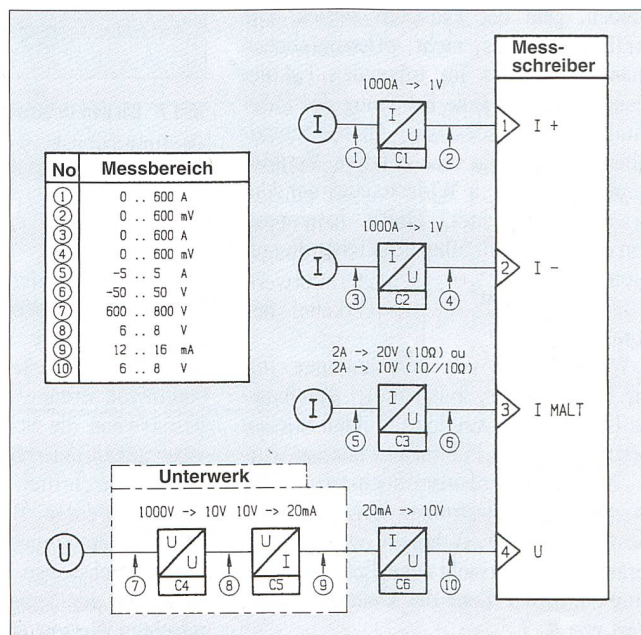 Mess-
schreiber
1000A -> 1V
I
I
U
C1
1
I +
1
2
No Messbereich
1 0 .. 600 A
2 0 .. 600 mV
3 0 .. 600 A
4 0 .. 600 mV
5 -5 .. 5 A
6 -50 .. 50 V
7 600 .. 800 V
8 6 .. 8 V
9 12 .. 16 mA
10 6 .. 8 V
1000A -> 1V
I
I
U
C2
2
I -
3
4
2A -> 20V (10Ω) ou
2A -> 10V (10//10Ω)
I
I
U
C3
3
I MALT
5
6
Unterwerk
1000V -> 10V 10V -> 20mA 20mA -> 10V
U
U
U
C4
U
I
C5
I
U
C6
4
U
7
8
9
10